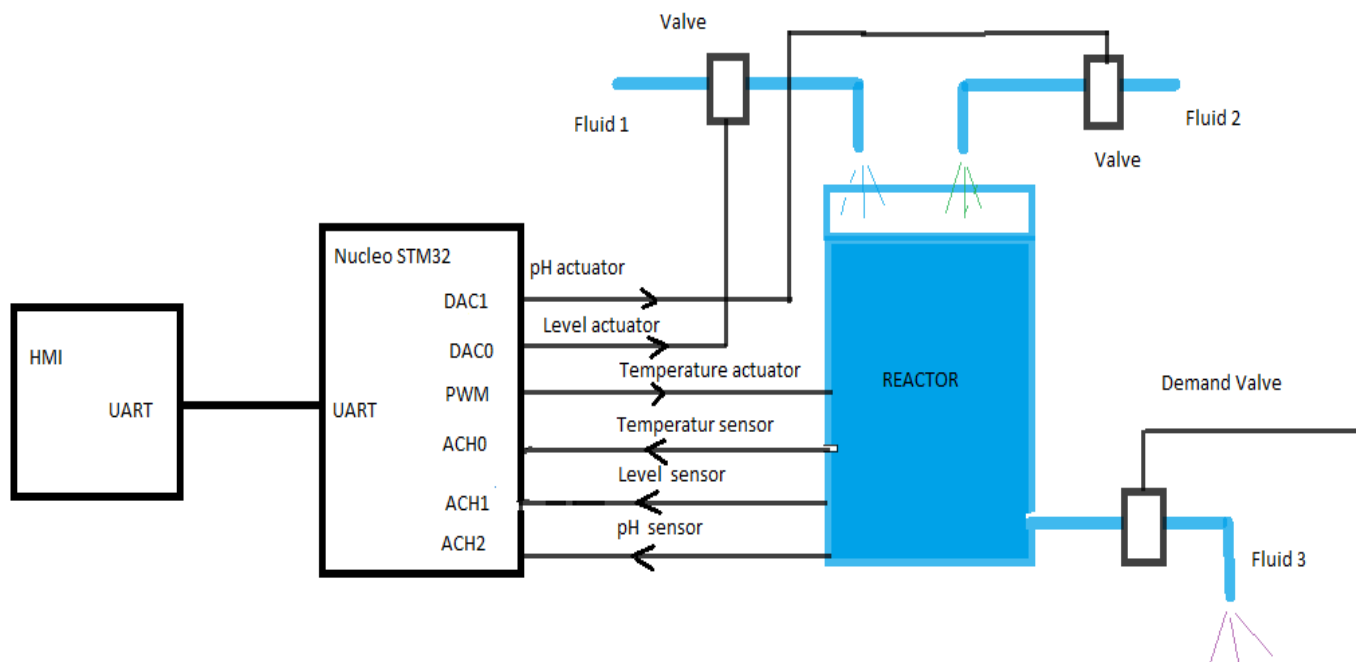 Valve
Fluid 1
Fluid 2
Valve
Nucleo STM32
pH actuator
DAC1
Level actuator
DAC0
HMI
Temperature actuator
REACTOR
Demand Valve
PWM
UART
UART
Temperatur sensor
ACH0
Level sensor
ACH1
pH sensor
ACH2
Fluid 3